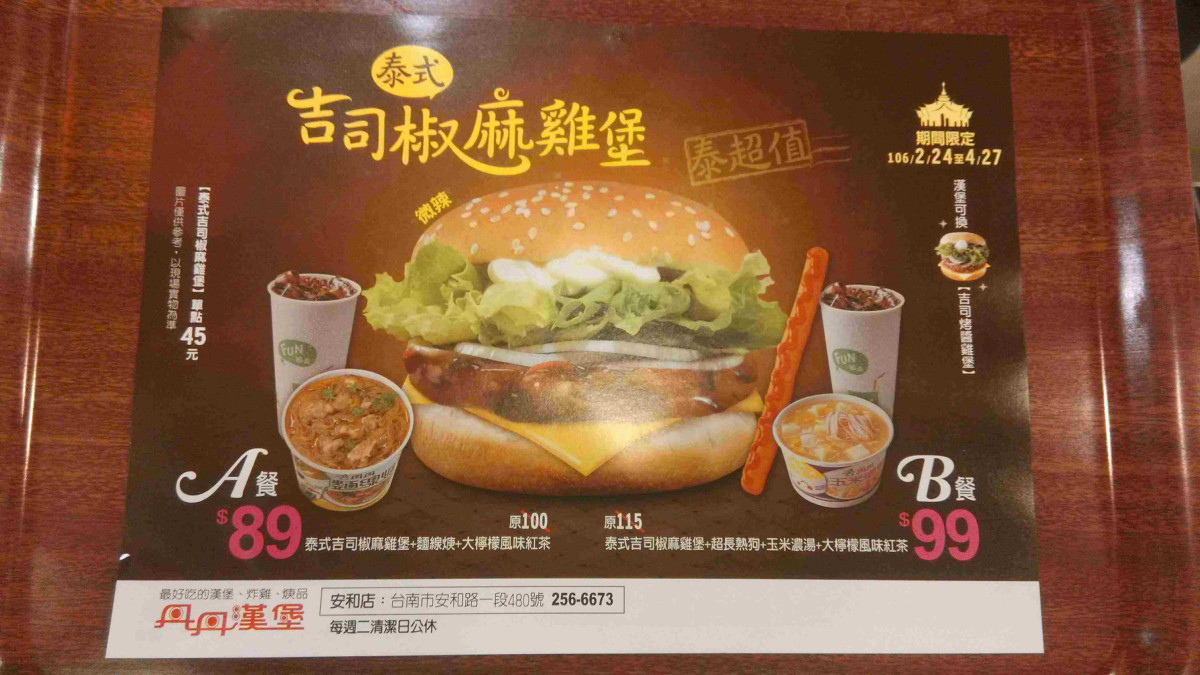 泰式
吉司椒麻雞堡
泰超值
期間限定
106/2/24至4/27
微辣
漢堡可換
【吉司烤醬雞堡】
【泰式吉司椒麻雞堡】單點45元
圖片僅供參考，以現場實物為準
FUN
FUN
A餐
$89
原100
泰式吉司椒麻雞堡+麵線焿+大檸檬風味紅茶
B餐
$99
原115
泰式吉司椒麻雞堡+超長熱狗+玉米濃湯+大檸檬風味紅茶
最好吃的漢堡、炸雞、焿品
丹丹漢堡
安和店：台南市安和路一段480號 256-6673
每週二清潔日公休